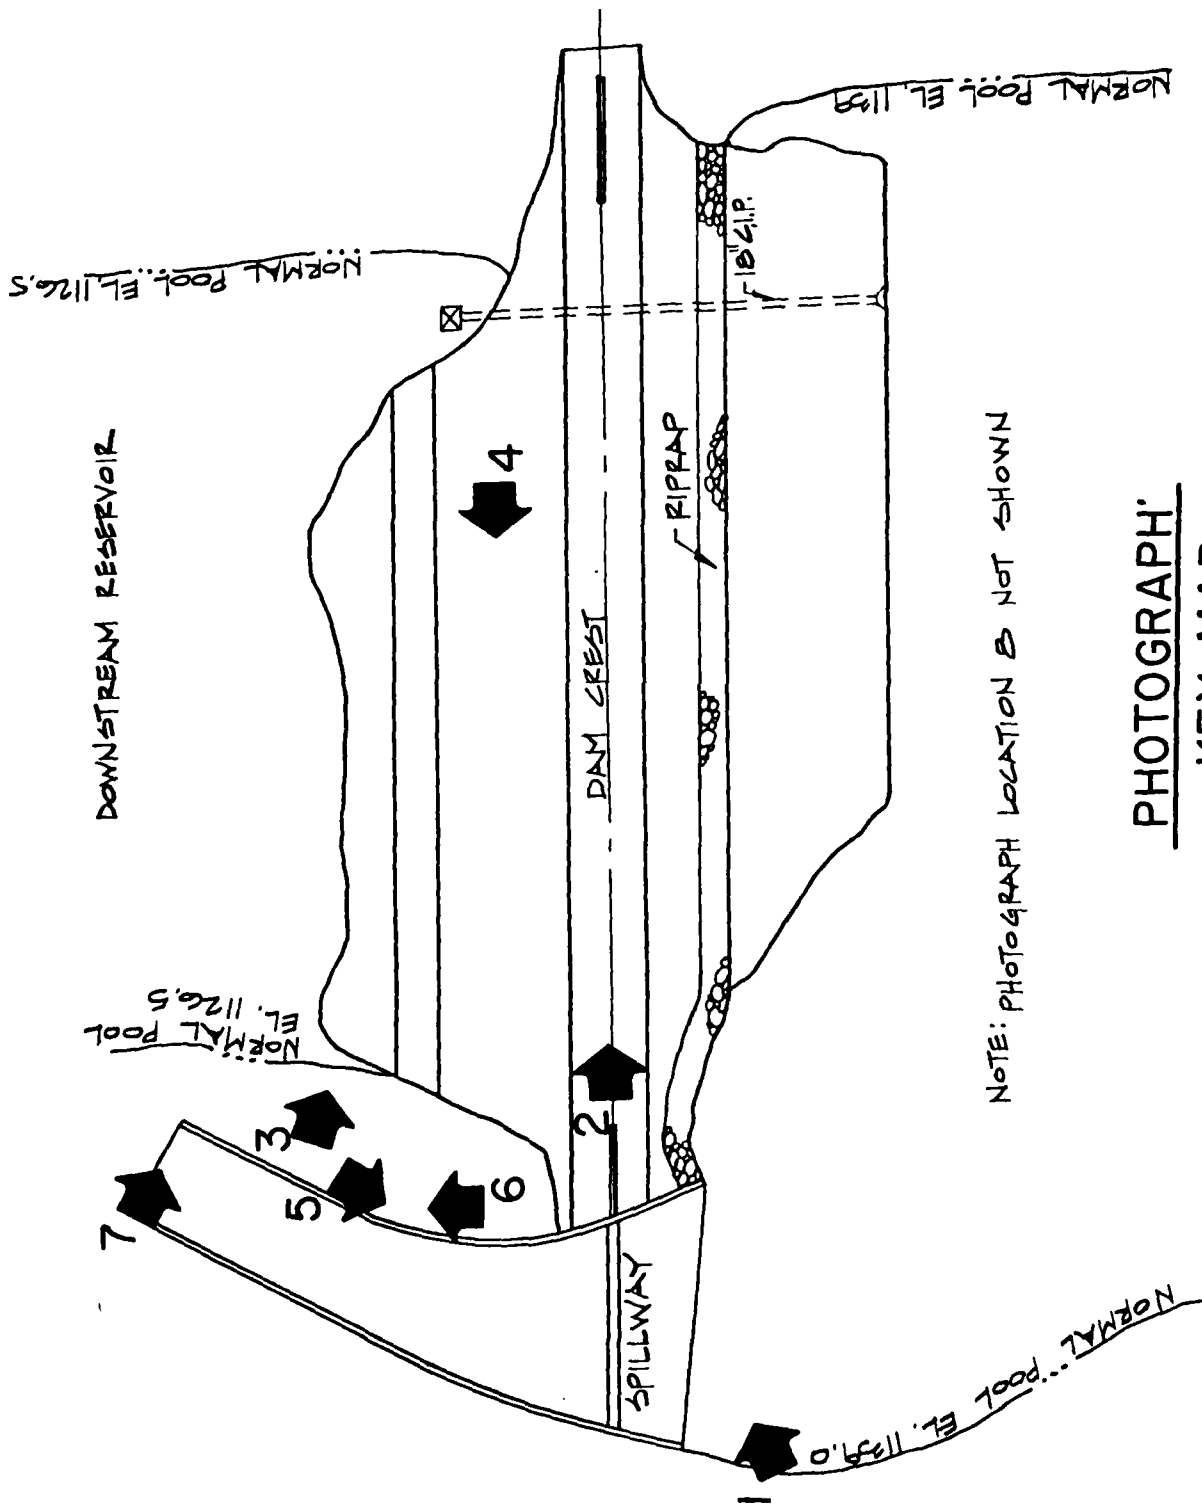 DOWNSTREAM RESERVOIR
NORMAL POOL EL. 1126.5
NORMAL POOL
EL. 1126.5
7
3
5
6
4
2
DAM CREST
SPILLWAY
RIPRAP
18" C.I.P.
NORMAL POOL EL. 1139
NORMAL POOL EL. 1139.0
1
NOTE: PHOTOGRAPH LOCATION 8 NOT SHOWN
PHOTOGRAPH